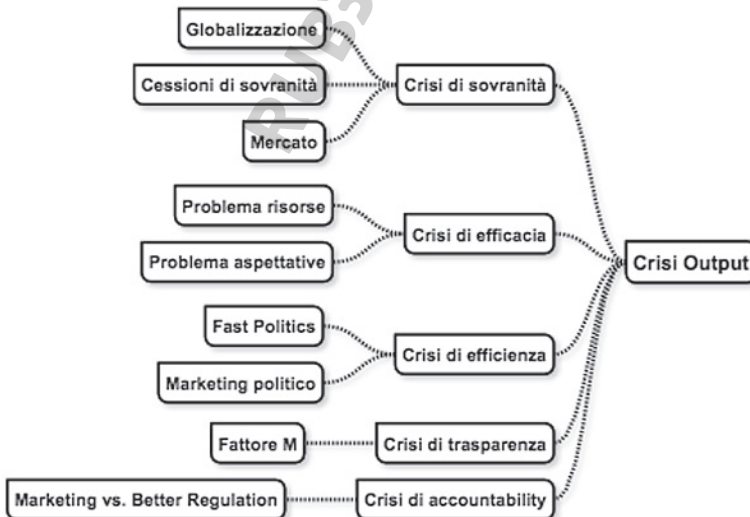 Globalizzazione
Cessioni di sovranità
Crisi di sovranità
Mercato
Problema risorse
Crisi di efficacia
Problema aspettative
Crisi Output
Fast Politics
Crisi di efficienza
Marketing politico
Fattore M
Crisi di trasparenza
Marketing vs. Better Regulation
Crisi di accountability